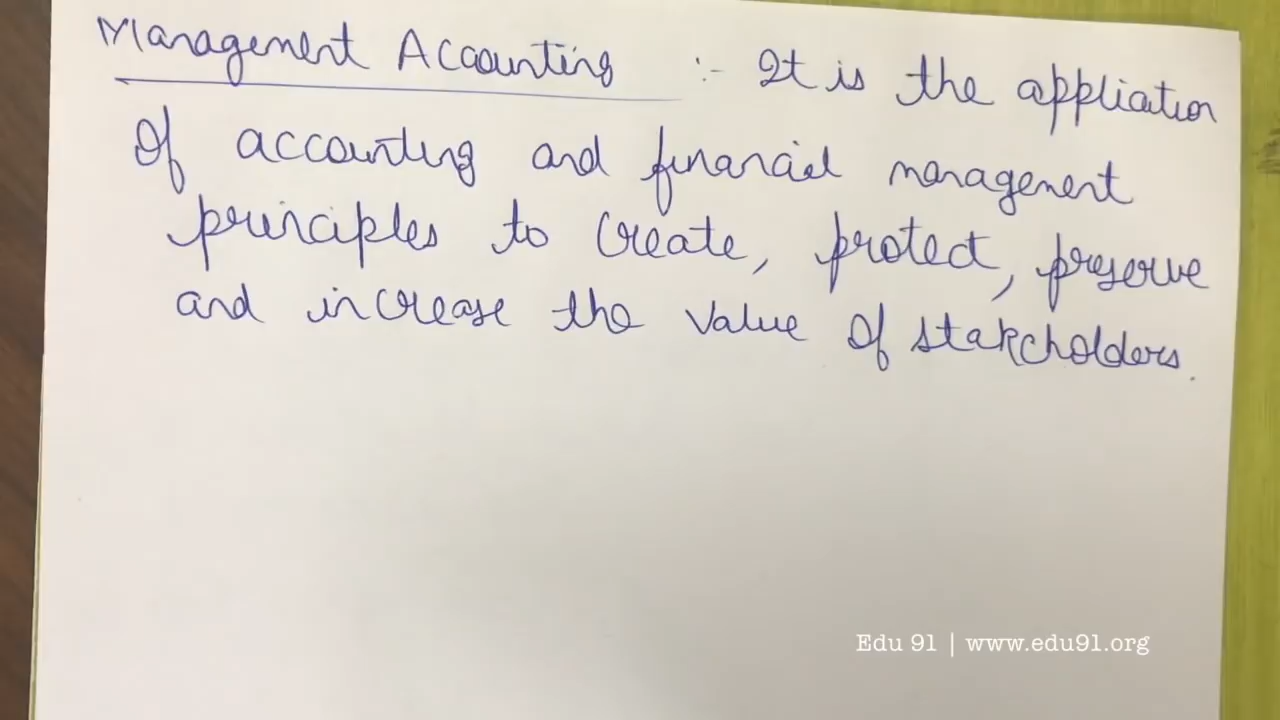 Management Accounting :- It is the application
of accounting and financial management
principles to create, protect, preserve
and increase the value of stakeholders.
Edu 91 | www.edu91.org